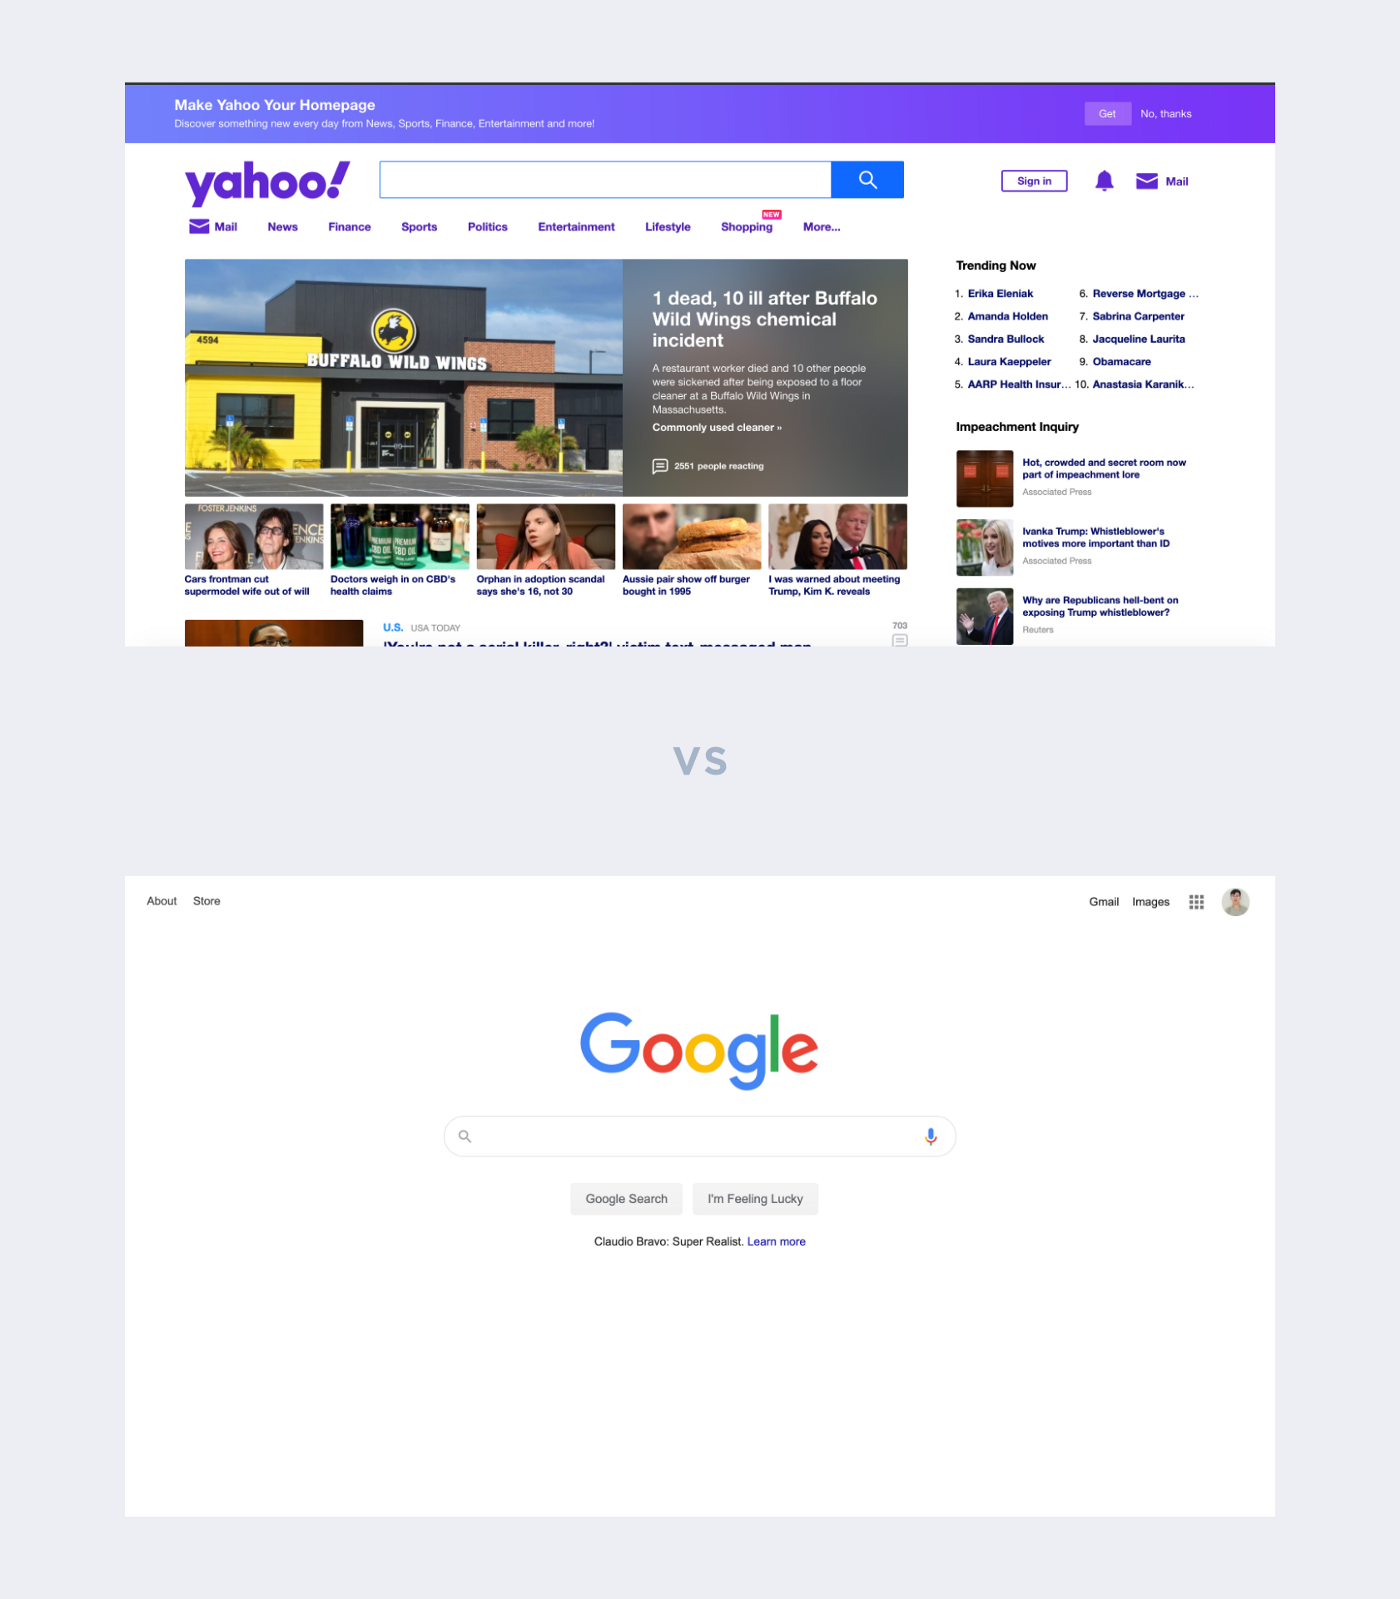 Make Yahoo Your Homepage
Discover something new every day from News, Sports, Finance, Entertainment and more!
Get
No, thanks
yahoo!
Sign in
Mail
Mail
News
Finance
Sports
Politics
Entertainment
Lifestyle
Shopping
NEW
More...
4594
BUFFALO WILD WINGS
1 dead, 10 ill after Buffalo
Wild Wings chemical
incident
A restaurant worker died and 10 other people
were sickened after being exposed to a floor
cleaner at a Buffalo Wild Wings in
Massachusetts.
Commonly used cleaner »
2551 people reacting
FOSTER JENKINS
ENCE
JENKINS
PREMIUM
CBD OIL
PREMIUM
CBD OIL
Cars frontman cut
supermodel wife out of will
Doctors weigh in on CBD's
health claims
Orphan in adoption scandal
says she's 16, not 30
Aussie pair show off burger
bought in 1995
I was warned about meeting
Trump, Kim K. reveals
U.S. USA TODAY
703
'You're not a serial killer, right?' victim text-messaged man
Trending Now
1. Erika Eleniak
2. Amanda Holden
3. Sandra Bullock
4. Laura Kaeppeler
5. AARP Health Insur...
6. Reverse Mortgage ...
7. Sabrina Carpenter
8. Jacqueline Laurita
9. Obamacare
10. Anastasia Karanik...
Impeachment Inquiry
Hot, crowded and secret room now
part of impeachment lore
Associated Press
Ivanka Trump: Whistleblower's
motives more important than ID
Associated Press
Why are Republicans hell-bent on
exposing Trump whistleblower?
Reuters
VS
About
Store
Gmail
Images
Google
Google Search
I'm Feeling Lucky
Claudio Bravo: Super Realist. Learn more